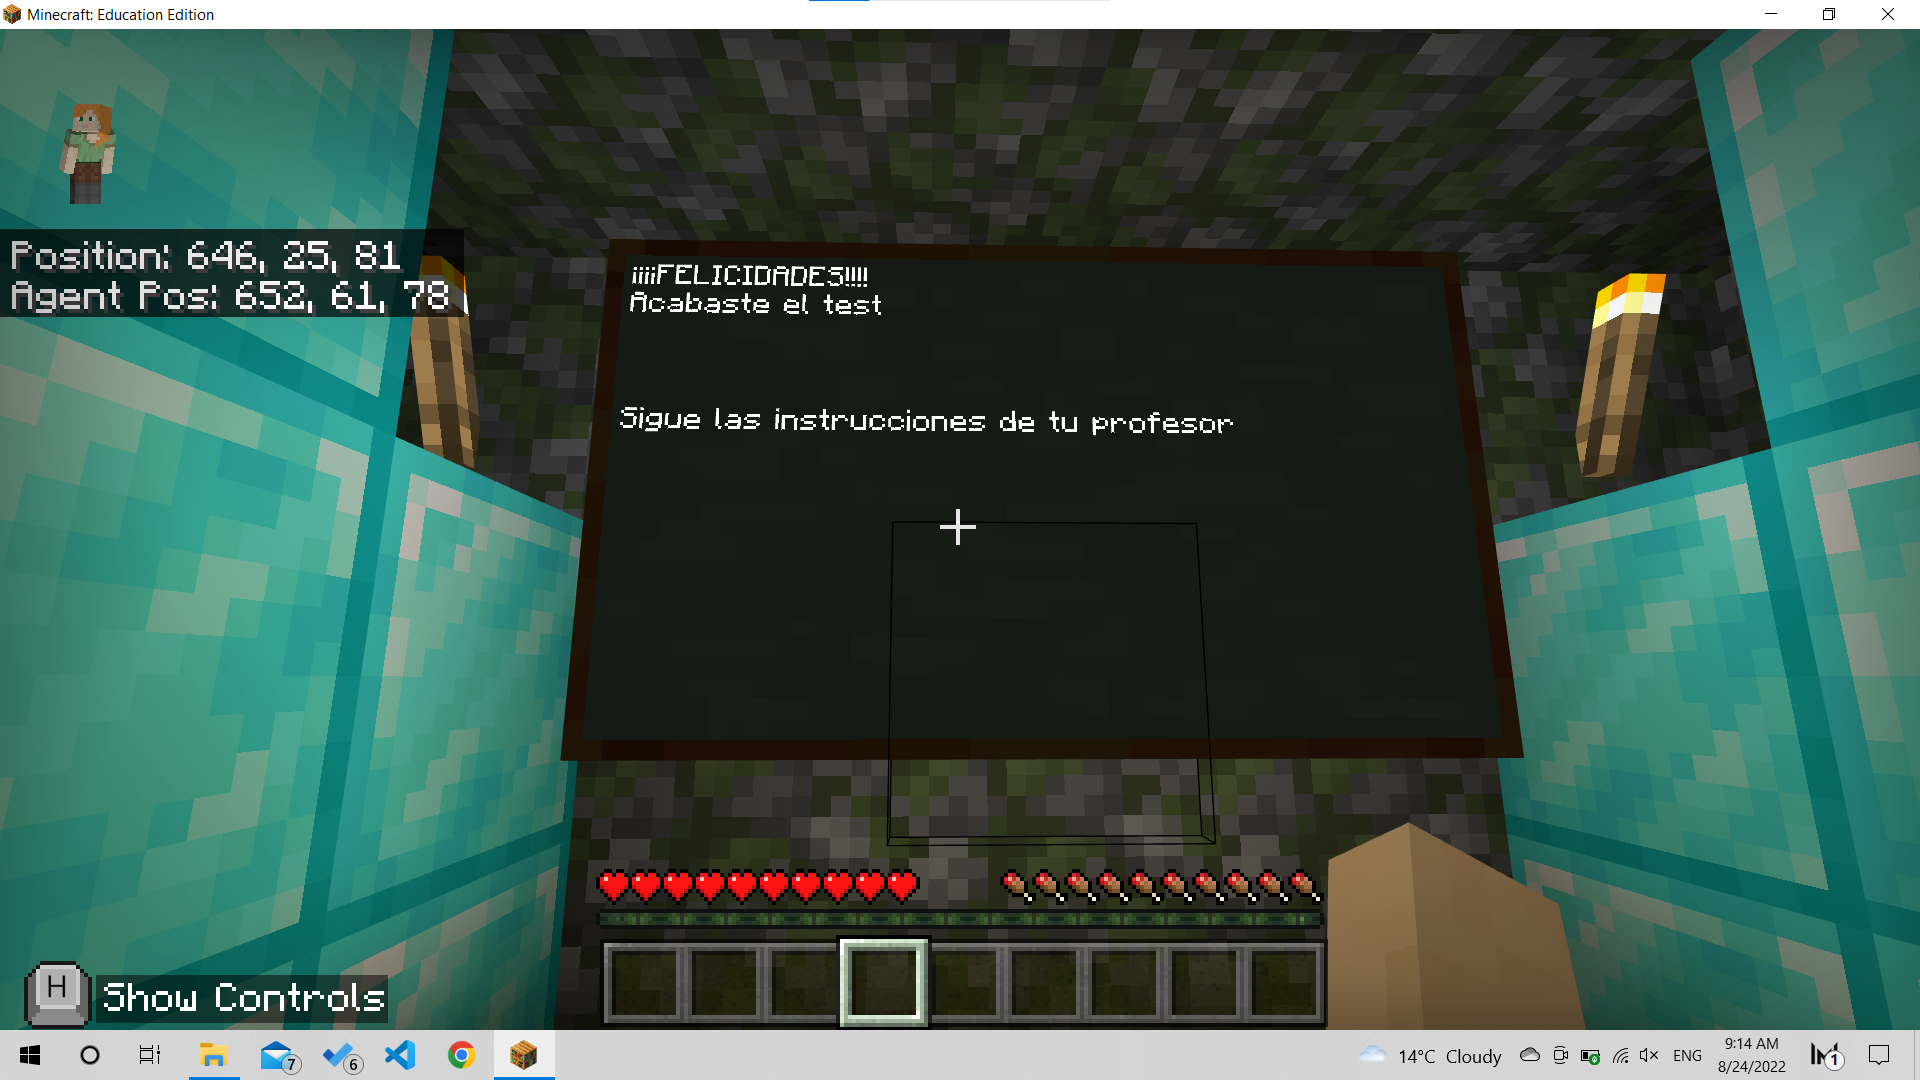 Minecraft: Education Edition
Position: 646, 25, 81
Agent Pos: 652, 61, 78
¡¡¡¡FELICIDADES!!!!
Acabaste el test
Sigue las instrucciones de tu profesor
H Show Controls
7
6
14°C Cloudy
ENG
9:14 AM
8/24/2022
1